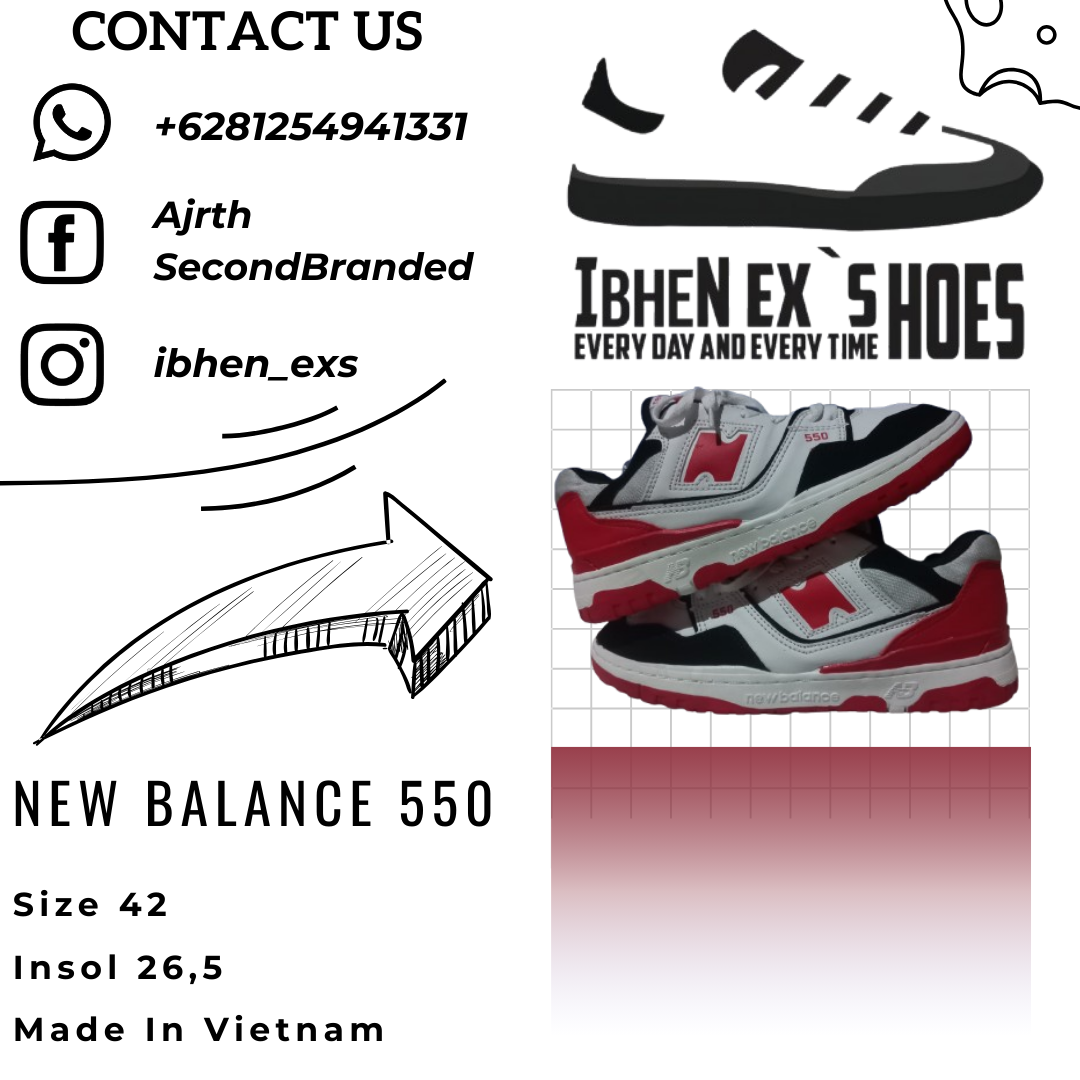 CONTACT US
+6281254941331
Ajrth
SecondBranded
ibhen_exs
IBHEN EX`SHOES
EVERY DAY AND EVERY TIME
550
new balance
550
new balance
NEW BALANCE 550
Size 42
Insol 26,5
Made In Vietnam